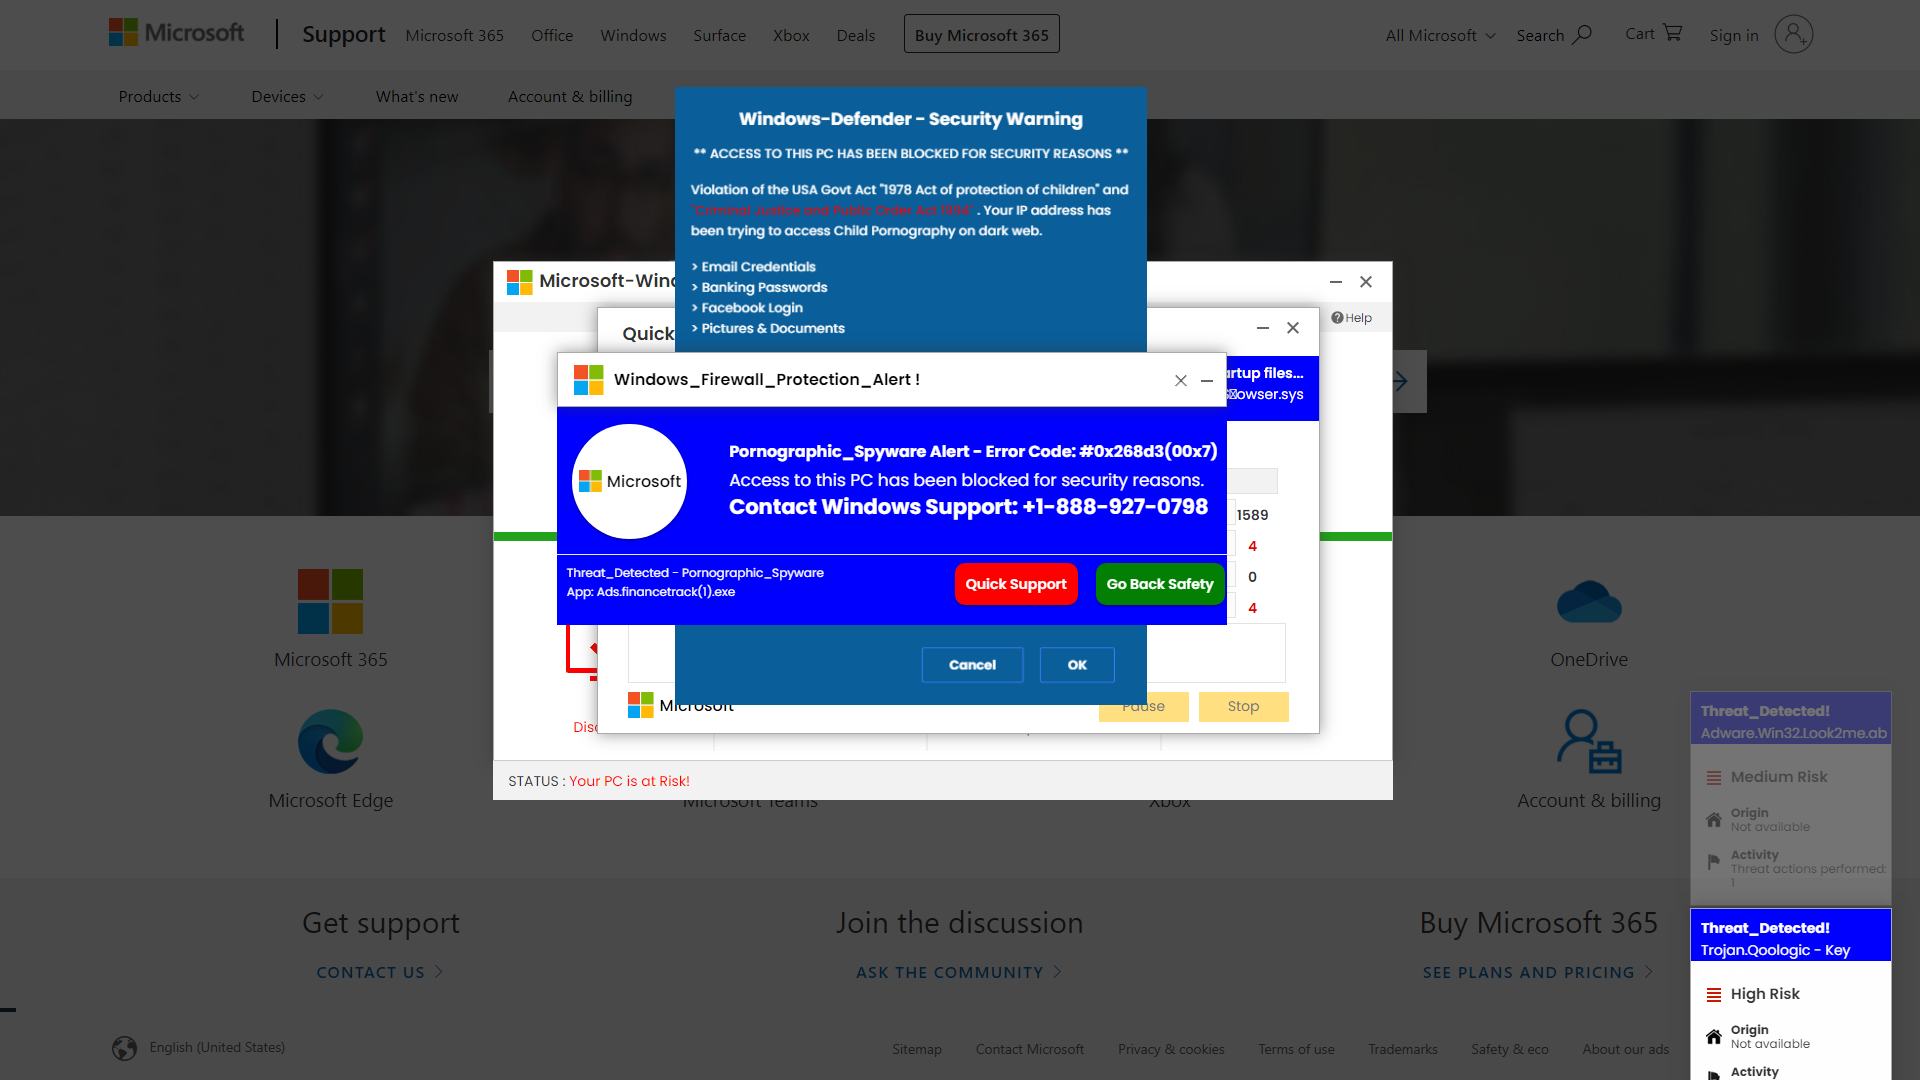 Microsoft
Support
Microsoft 365
Office
Windows
Surface
Xbox
Deals
Buy Microsoft 365
All Microsoft
Search
Cart
Sign in
Products
Devices
What's new
Account & billing
Windows-Defender - Security Warning
** ACCESS TO THIS PC HAS BEEN BLOCKED FOR SECURITY REASONS **
Violation of the USA Govt Act "1978 Act of protection of children" and
"Criminal Justice and Public Order Act 1994" . Your IP address has
been trying to access Child Pornography on dark web.
> Email Credentials
> Banking Passwords
> Facebook Login
> Pictures & Documents
Microsoft-Wind
Help
Quick
Windows_Firewall_Protection_Alert !
artup files...
owser.sys
Microsoft
Pornographic_Spyware Alert - Error Code: #0x268d3(00x7)
Access to this PC has been blocked for security reasons.
Contact Windows Support: +1-888-927-0798
1589
4
0
4
Threat_Detected - Pornographic_Spyware
App: Ads.financetrack(1).exe
Quick Support
Go Back Safety
Cancel
OK
Microsoft
Pause
Stop
Disc
STATUS : Your PC is at Risk!
Microsoft 365
OneDrive
Microsoft Edge
Microsoft Teams
Xbox
Account & billing
Threat_Detected!
Adware.Win32.Look2me.ab
Medium Risk
Origin
Not available
Activity
Threat actions performed:
1
Threat_Detected!
Trojan.Qoologic - Key
High Risk
Origin
Not available
Activity
Get support
Join the discussion
Buy Microsoft 365
CONTACT US
ASK THE COMMUNITY
SEE PLANS AND PRICING
English (United States)
Sitemap
Contact Microsoft
Privacy & cookies
Terms of use
Trademarks
Safety & eco
About our ads